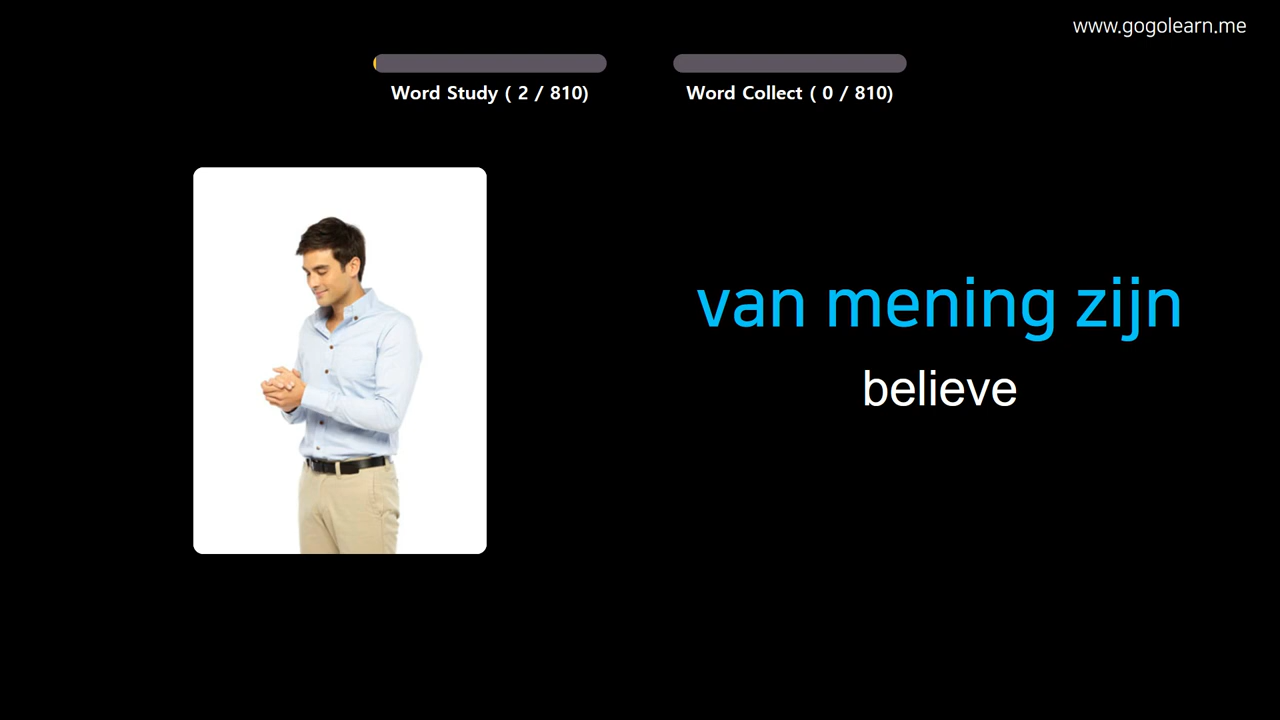 www.gogolearn.me
Word Study ( 2 / 810)
Word Collect ( 0 / 810)
van mening zijn
believe